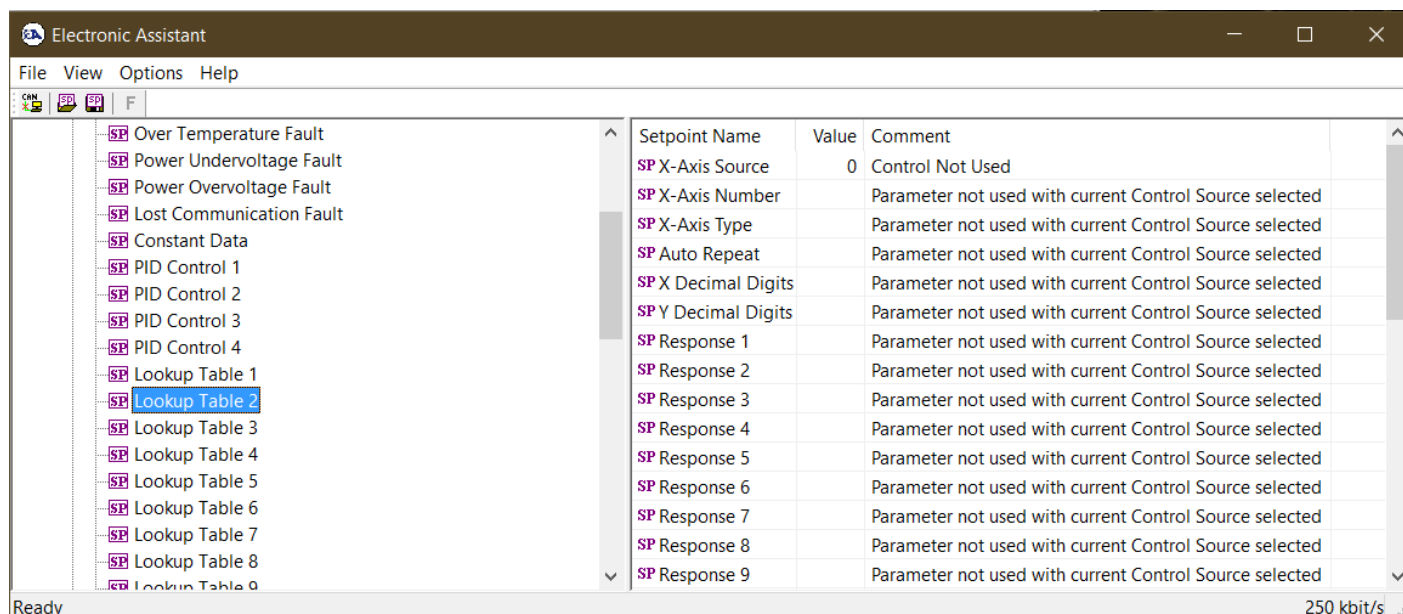 Electronic Assistant
File View Options Help
CAN SP SP F
SP Over Temperature Fault
SP Power Undervoltage Fault
SP Power Overvoltage Fault
SP Lost Communication Fault
SP Constant Data
SP PID Control 1
SP PID Control 2
SP PID Control 3
SP PID Control 4
SP Lookup Table 1
SP Lookup Table 2
SP Lookup Table 3
SP Lookup Table 4
SP Lookup Table 5
SP Lookup Table 6
SP Lookup Table 7
SP Lookup Table 8
SP Lookup Table 9
Setpoint Name Value Comment
SP X-Axis Source 0 Control Not Used
SP X-Axis Number Parameter not used with current Control Source selected
SP X-Axis Type Parameter not used with current Control Source selected
SP Auto Repeat Parameter not used with current Control Source selected
SP X Decimal Digits Parameter not used with current Control Source selected
SP Y Decimal Digits Parameter not used with current Control Source selected
SP Response 1 Parameter not used with current Control Source selected
SP Response 2 Parameter not used with current Control Source selected
SP Response 3 Parameter not used with current Control Source selected
SP Response 4 Parameter not used with current Control Source selected
SP Response 5 Parameter not used with current Control Source selected
SP Response 6 Parameter not used with current Control Source selected
SP Response 7 Parameter not used with current Control Source selected
SP Response 8 Parameter not used with current Control Source selected
SP Response 9 Parameter not used with current Control Source selected
Ready 250 kbit/s